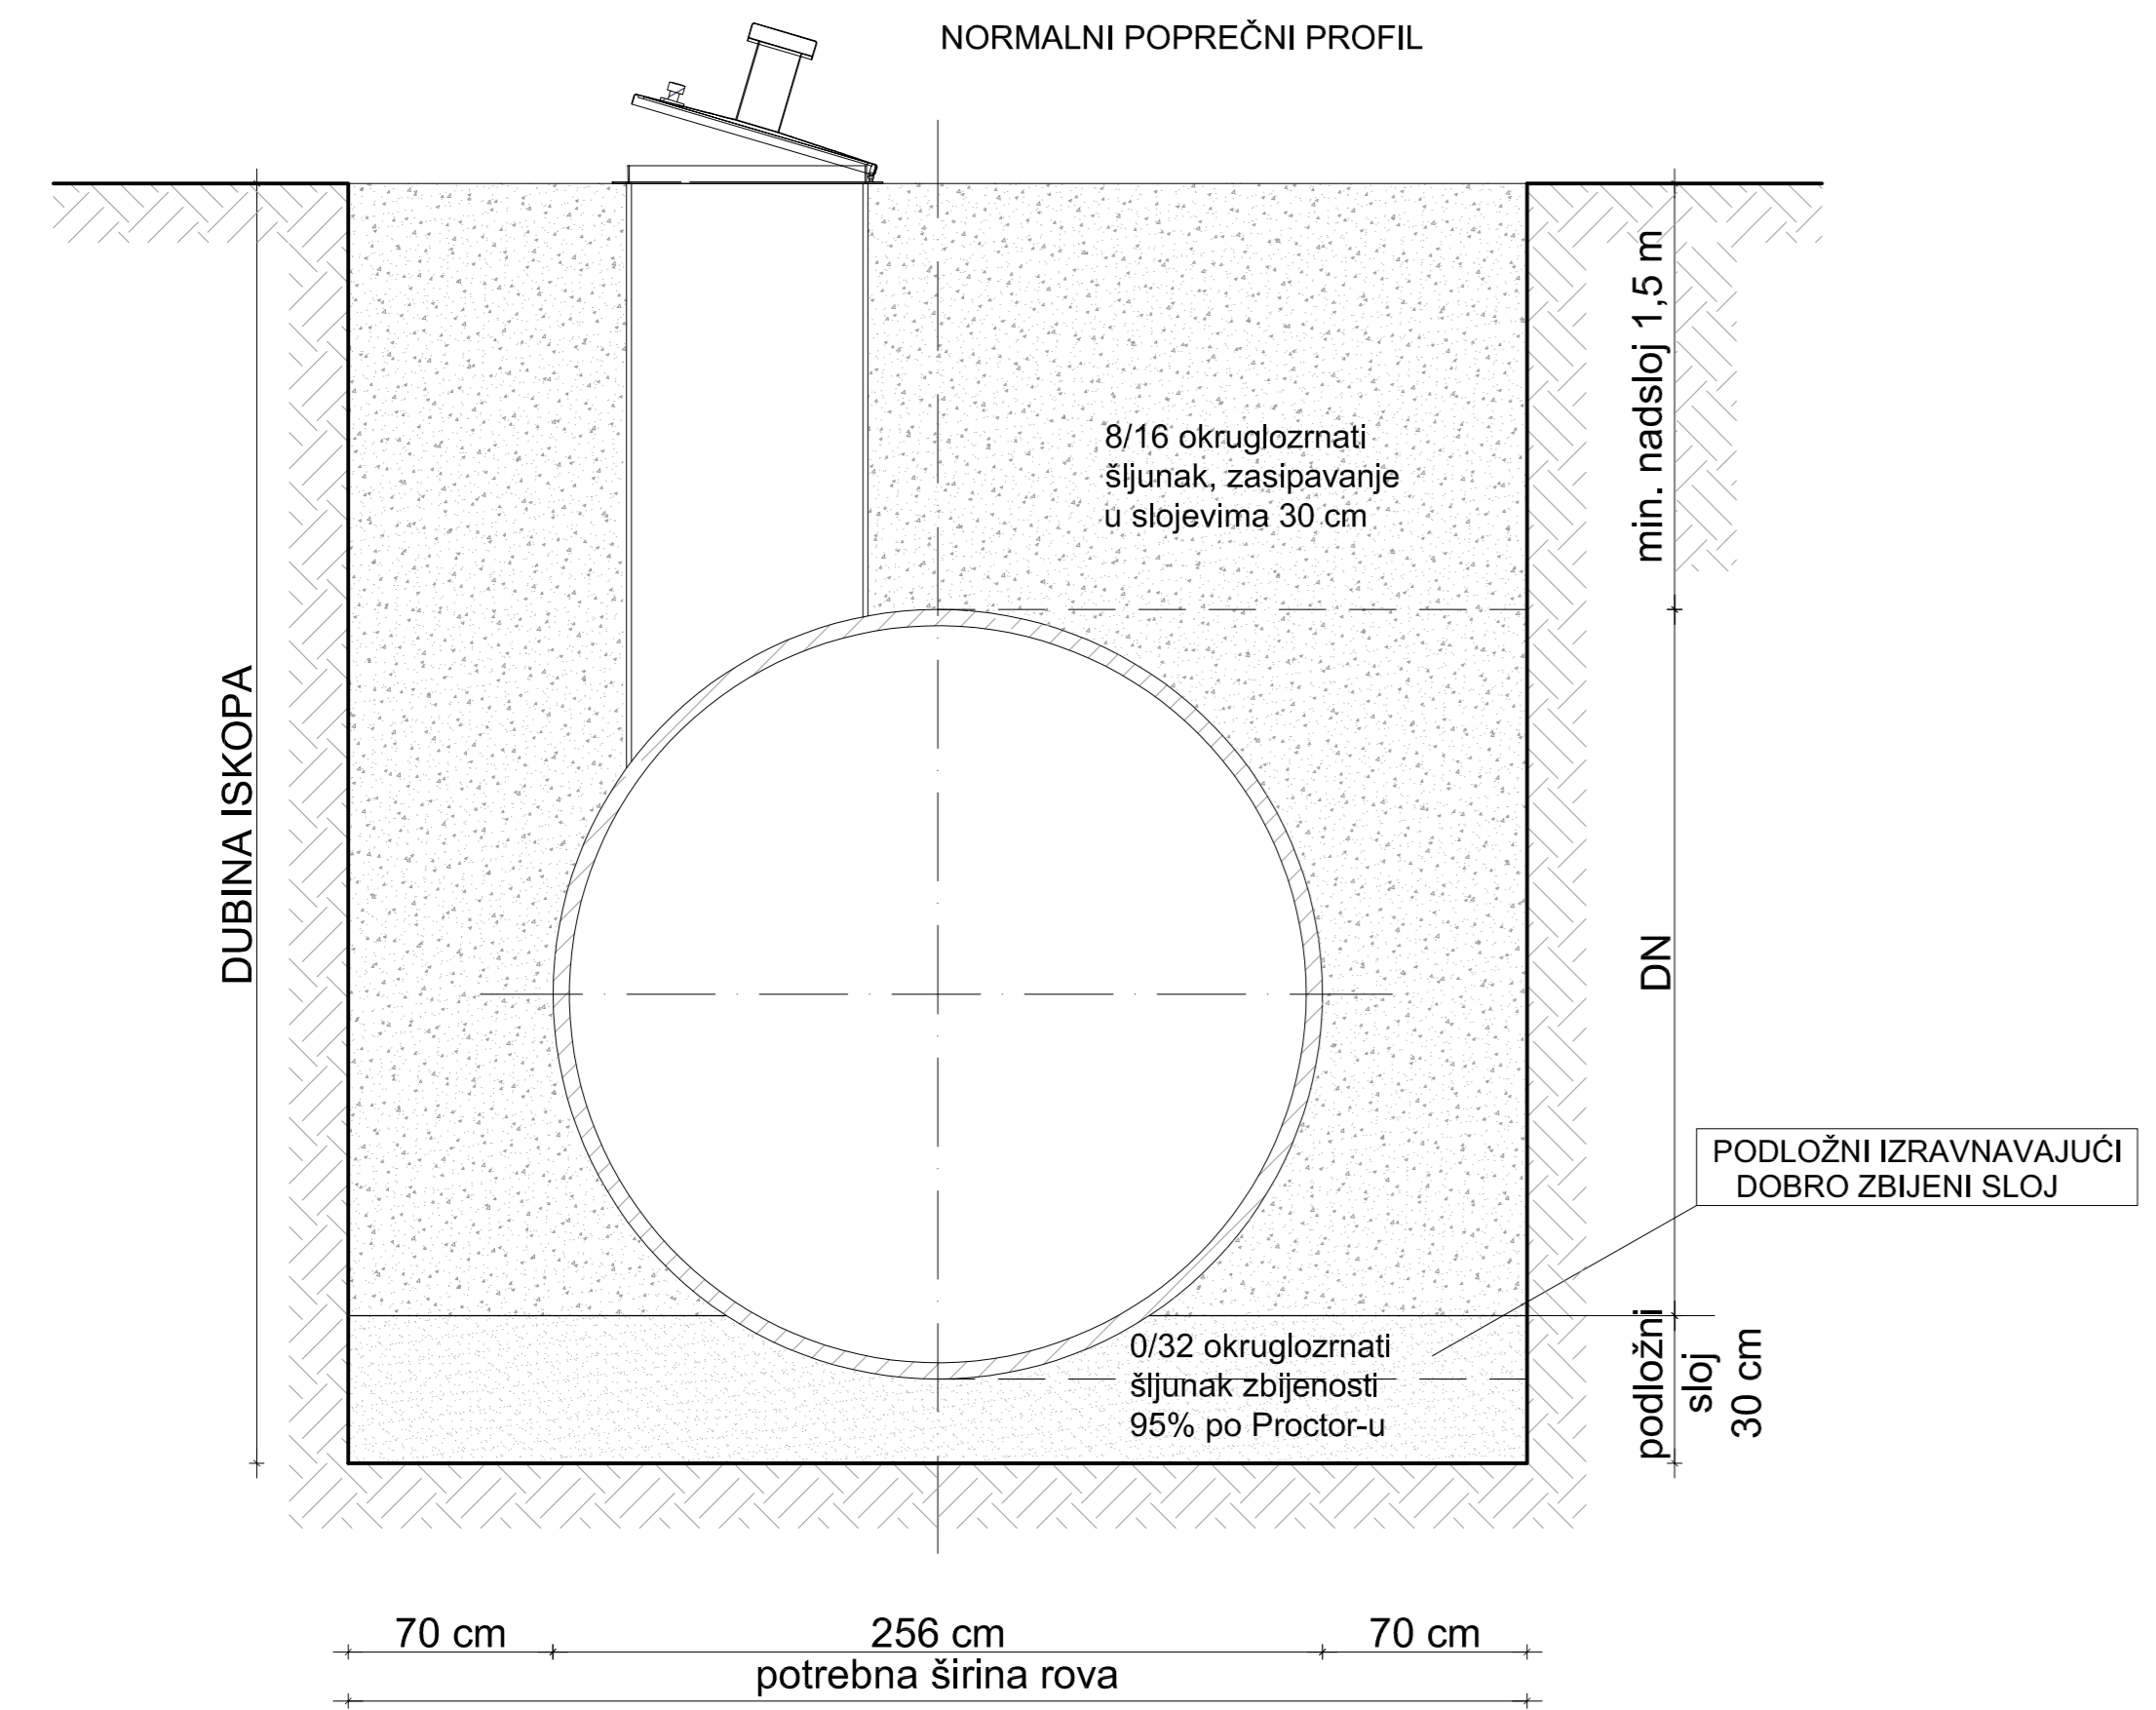 NORMALNI POPREČNI PROFIL
min. nadsloj 1,5 m
8/16 okruglozrnati
šljunak, zasipavanje
u slojevima 30 cm
DUBINA ISKOPA
DN
PODLOŽNI IZRAVNAVAJUĆI
DOBRO ZBIJENI SLOJ
0/32 okruglozrnati
šljunak zbijenosti
95% po Proctor-u
podložni
sloj
30 cm
70 cm
256 cm
70 cm
potrebna širina rova